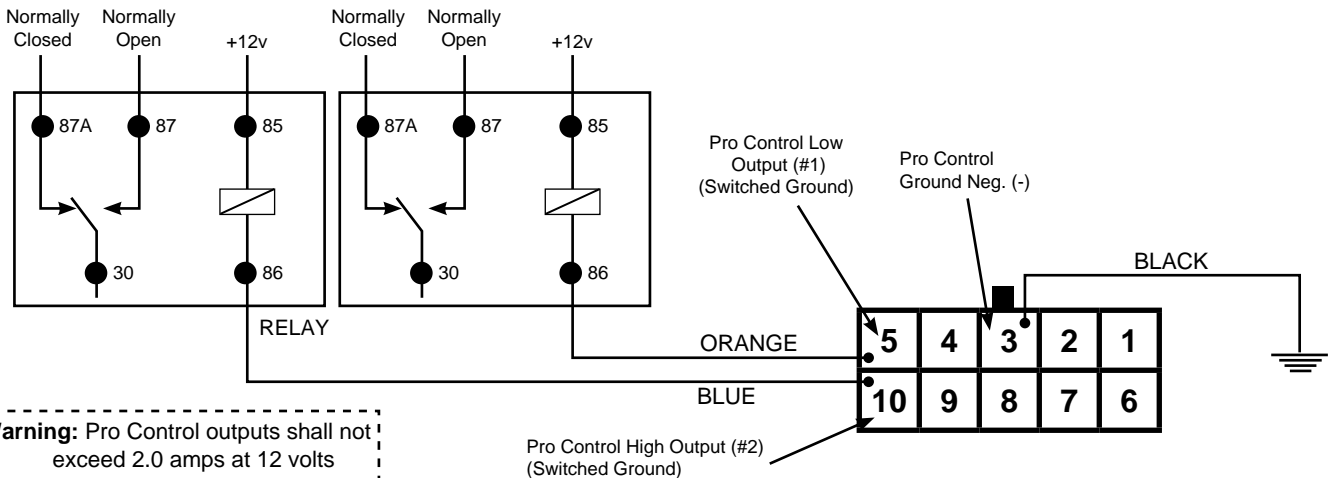 Normally Closed
Normally Open
+12v
Normally Closed
Normally Open
+12v
87A
87
85
30
86
87A
87
85
30
86
RELAY
Pro Control Low
Output (#1)
(Switched Ground)
Pro Control
Ground Neg. (-)
BLACK
ORANGE
BLUE
5 4 3 2 1
10 9 8 7 6
Pro Control High Output (#2)
(Switched Ground)
arning: Pro Control outputs shall not
exceed 2.0 amps at 12 volts